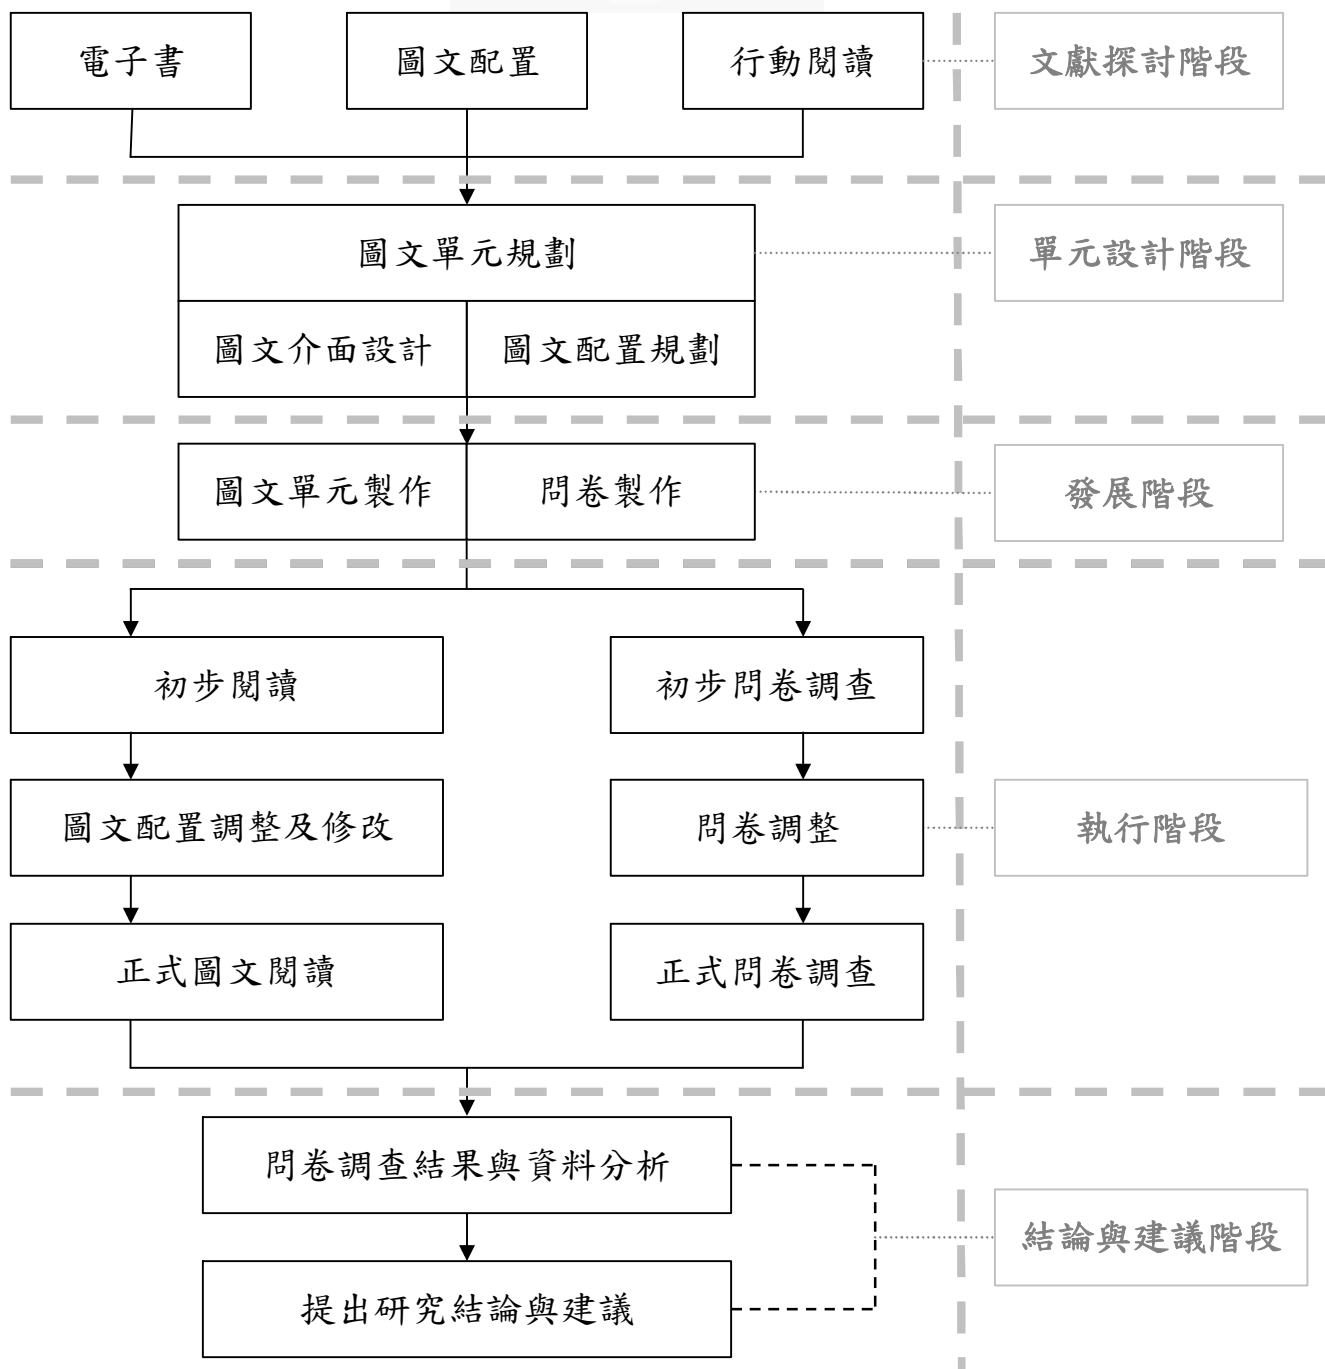 電子書
圖文配置
行動閱讀
文獻探討階段
圖文單元規劃
單元設計階段
圖文介面設計
圖文配置規劃
圖文單元製作
問卷製作
發展階段
初步閱讀
初步問卷調查
圖文配置調整及修改
問卷調整
執行階段
正式圖文閱讀
正式問卷調查
問卷調查結果與資料分析
結論與建議階段
提出研究結論與建議